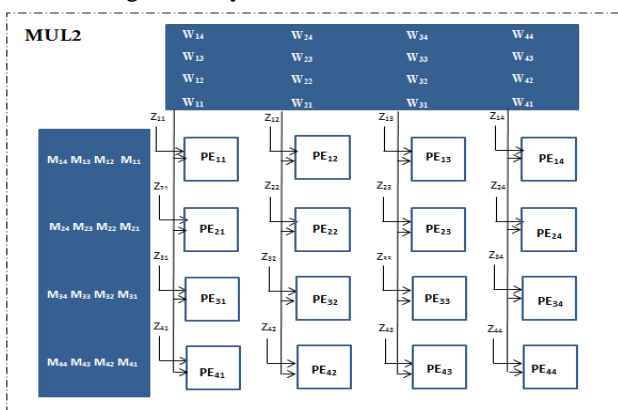 MUL2
W14 W24 W34 W44
W13 W23 W33 W43
W12 W22 W32 W42
W11 W21 W31 W41
Z11 Z12 Z13 Z14
M14 M13 M12 M11 PE11 PE12 PE13 PE14
Z21 Z22 Z23 Z24
M24 M23 M22 M21 PE21 PE22 PE23 PE24
Z31 Z32 Z33 Z34
M34 M33 M32 M31 PE31 PE32 PE33 PE34
Z41 Z42 Z43 Z44
M44 M43 M42 M41 PE41 PE42 PE43 PE44